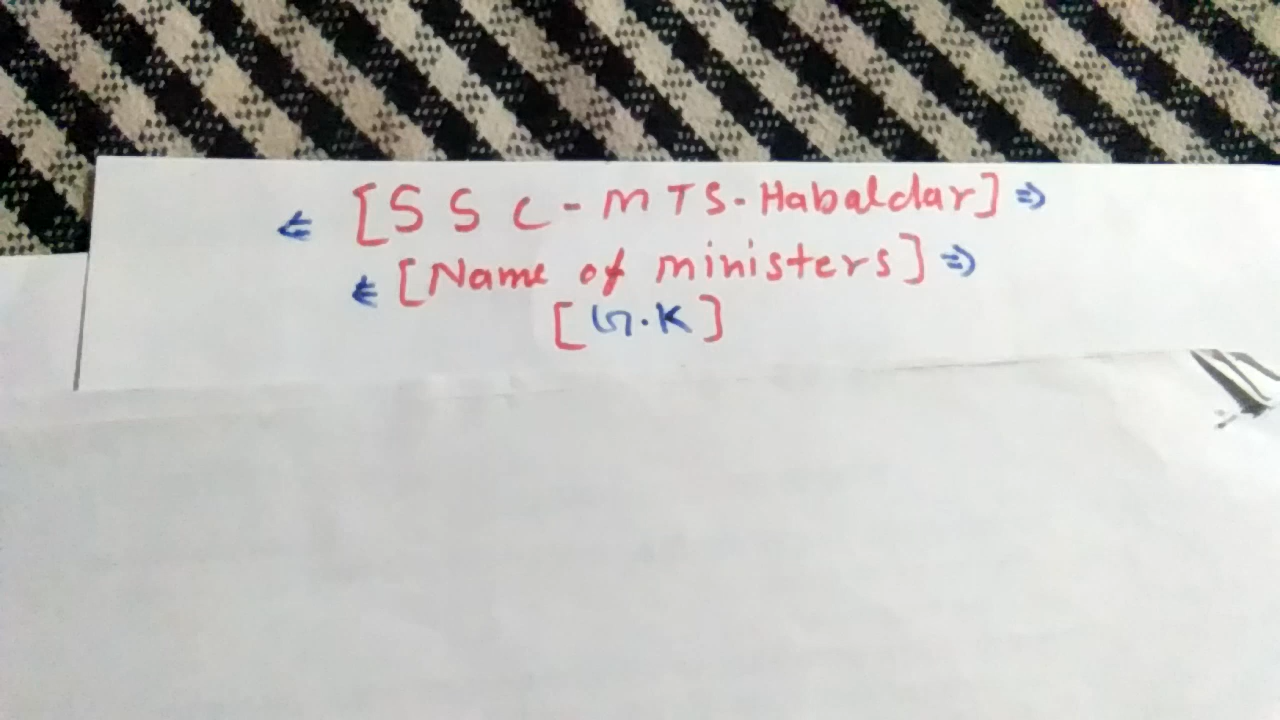 ⇐ [SSC-MTS-Habaldar] ⇒
⇐ [Name of ministers] ⇒
[G.K]